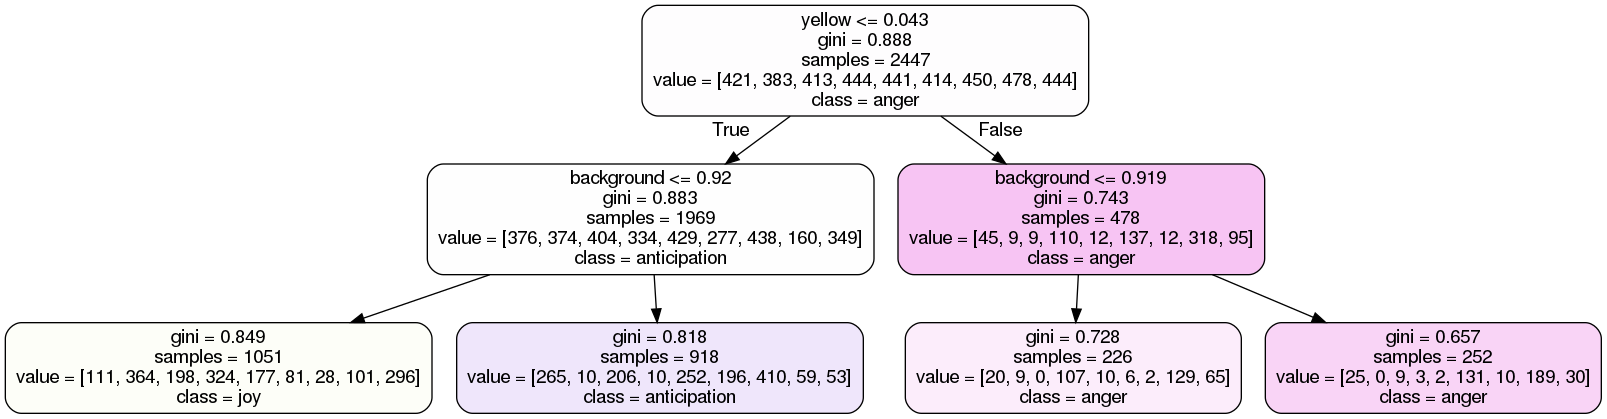 yellow <= 0.043
gini = 0.888
samples = 2447
value = [421, 383, 413, 444, 441, 414, 450, 478, 444]
class = anger
True
False
background <= 0.92
gini = 0.883
samples = 1969
value = [376, 374, 404, 334, 429, 277, 438, 160, 349]
class = anticipation
background <= 0.919
gini = 0.743
samples = 478
value = [45, 9, 9, 110, 12, 137, 12, 318, 95]
class = anger
gini = 0.849
samples = 1051
value = [111, 364, 198, 324, 177, 81, 28, 101, 296]
class = joy
gini = 0.818
samples = 918
value = [265, 10, 206, 10, 252, 196, 410, 59, 53]
class = anticipation
gini = 0.728
samples = 226
value = [20, 9, 0, 107, 10, 6, 2, 129, 65]
class = anger
gini = 0.657
samples = 252
value = [25, 0, 9, 3, 2, 131, 10, 189, 30]
class = anger